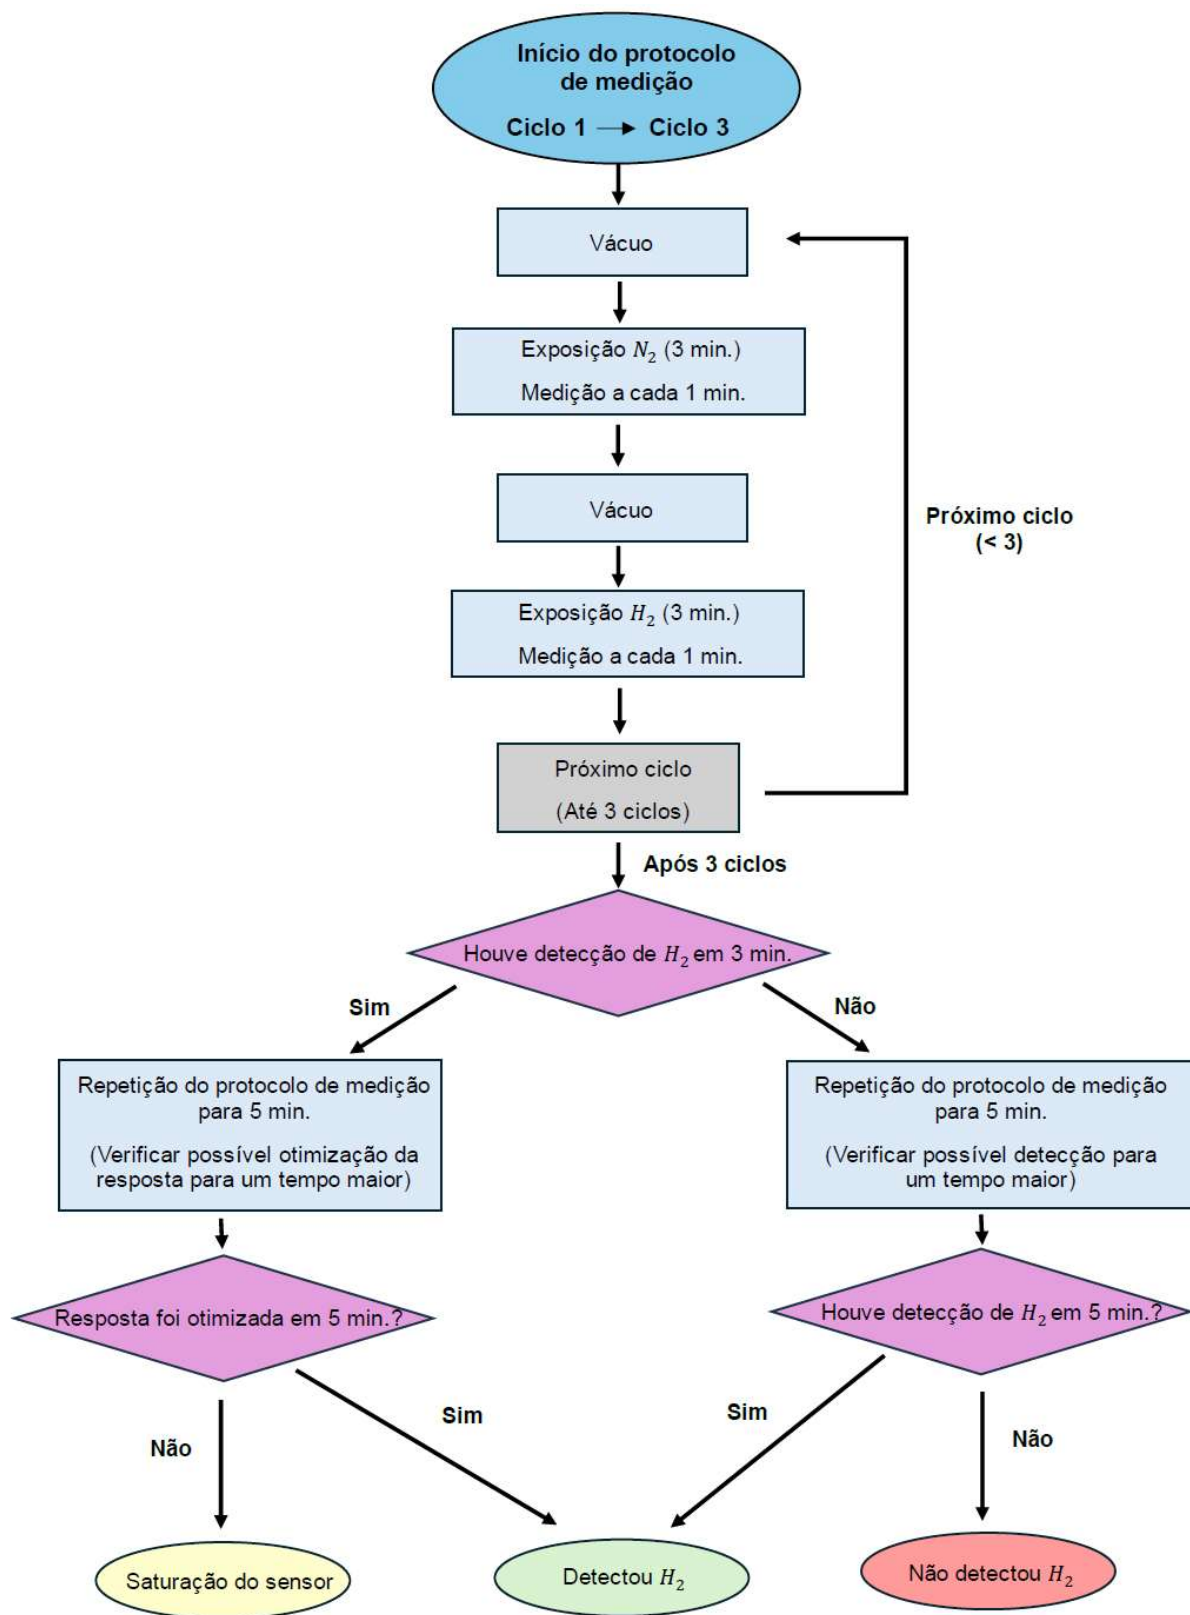 Início do protocolo
de medição
Ciclo 1 → Ciclo 3
Vácuo
Exposição N₂ (3 min.)
Medição a cada 1 min.
Vácuo
Próximo ciclo
(< 3)
Exposição H₂ (3 min.)
Medição a cada 1 min.
Próximo ciclo
(Até 3 ciclos)
Após 3 ciclos
Houve detecção de H₂ em 3 min.
Sim
Não
Repetição do protocolo de medição
para 5 min.
(Verificar possível otimização da
resposta para um tempo maior)
Repetição do protocolo de medição
para 5 min.
(Verificar possível detecção para
um tempo maior)
Resposta foi otimizada em 5 min.?
Houve detecção de H₂ em 5 min.?
Não
Sim
Sim
Não
Saturação do sensor
Detectou H₂
Não detectou H₂